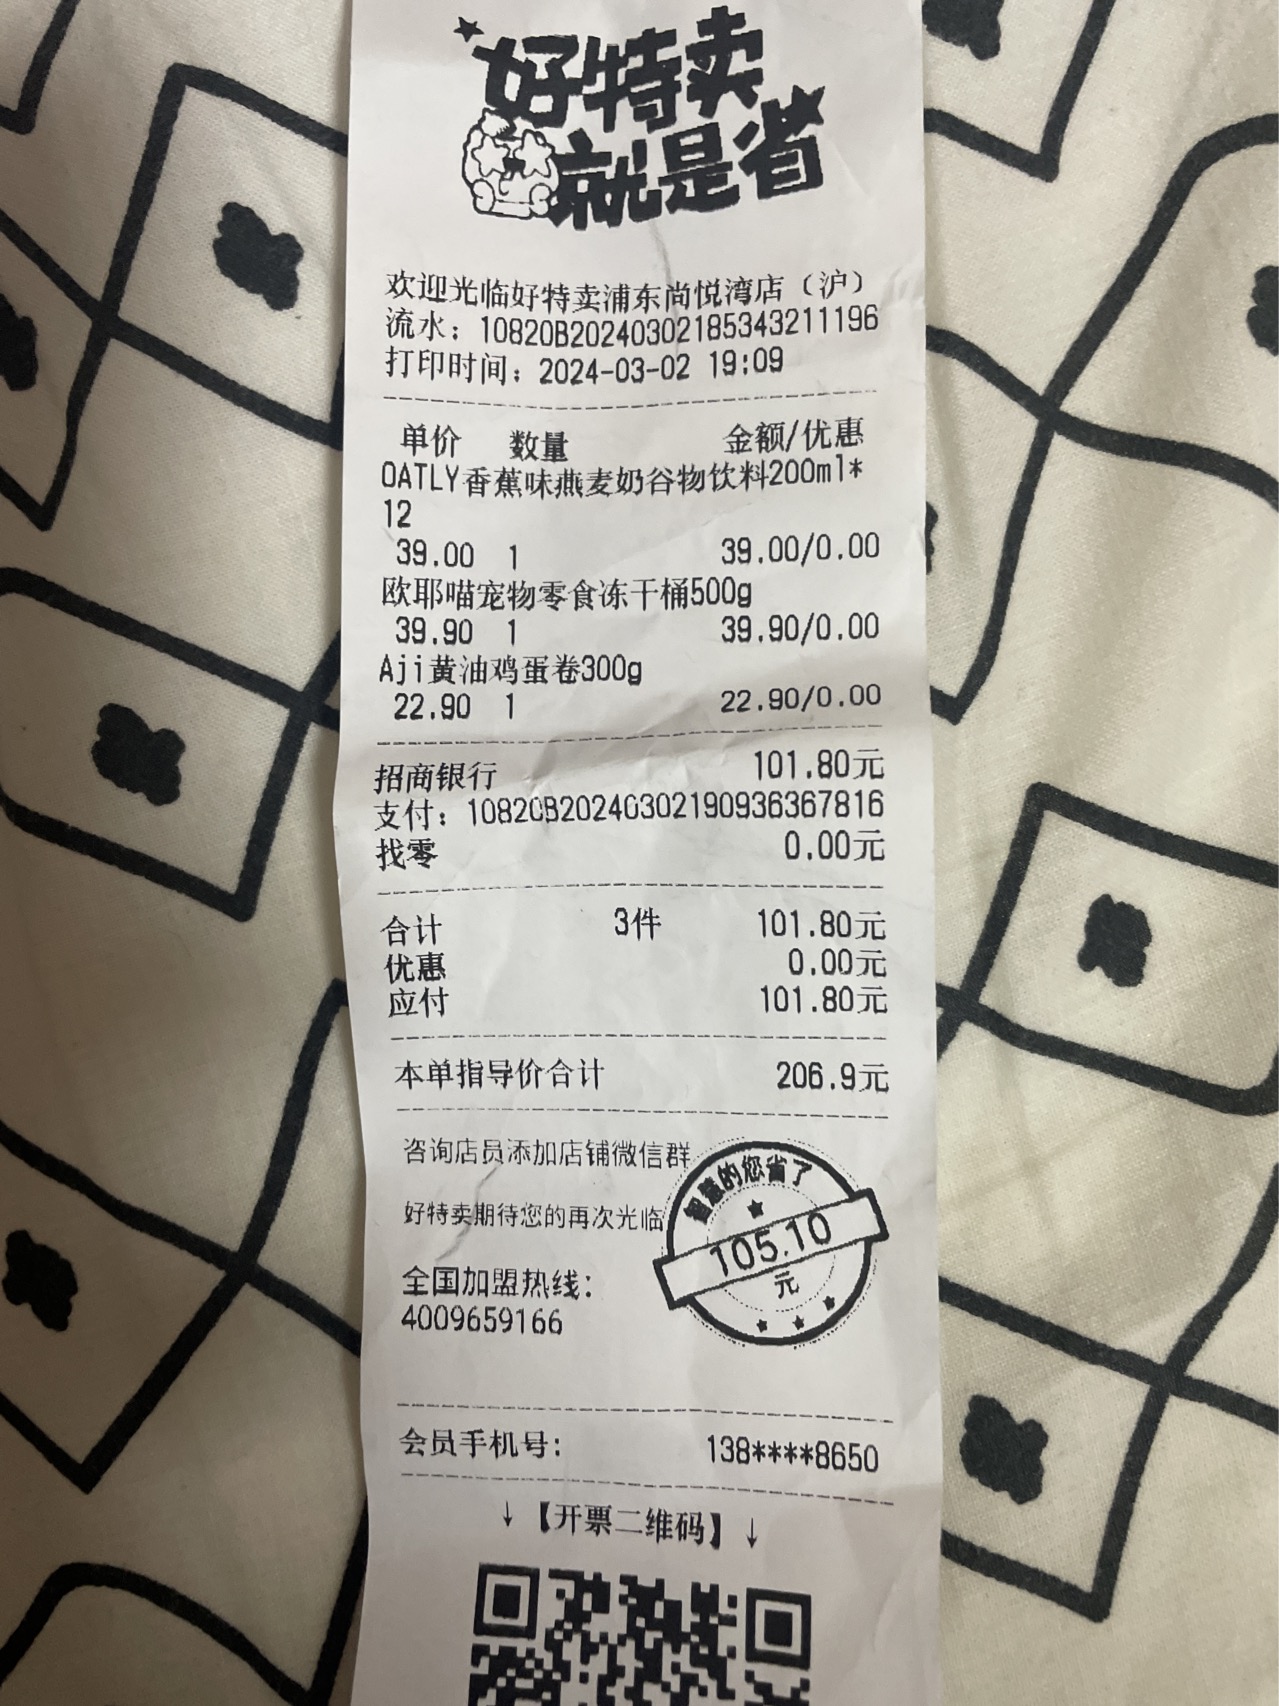 好特卖
就是省
欢迎光临好特卖浦东尚悦湾店（沪）
流水：10820B20240302185343211196
打印时间：2024-03-02 19:09
单价 数量 金额/优惠
OATLY香蕉味燕麦奶谷物饮料200ml*
12
39.00 1 39.00/0.00
欧耶喵宠物零食冻干桶500g
39.90 1 39.90/0.00
Aji黄油鸡蛋卷300g
22.90 1 22.90/0.00
招商银行 101.80元
支付：10820B20240302190936367816
找零 0.00元
合计 3件 101.80元
优惠 0.00元
应付 101.80元
本单指导价合计 206.9元
咨询店员添加店铺微信群
好特卖期待您的再次光临
智慧的您省了
105.10
元
全国加盟热线：
4009659166
会员手机号： 138****8650
↓【开票二维码】↓